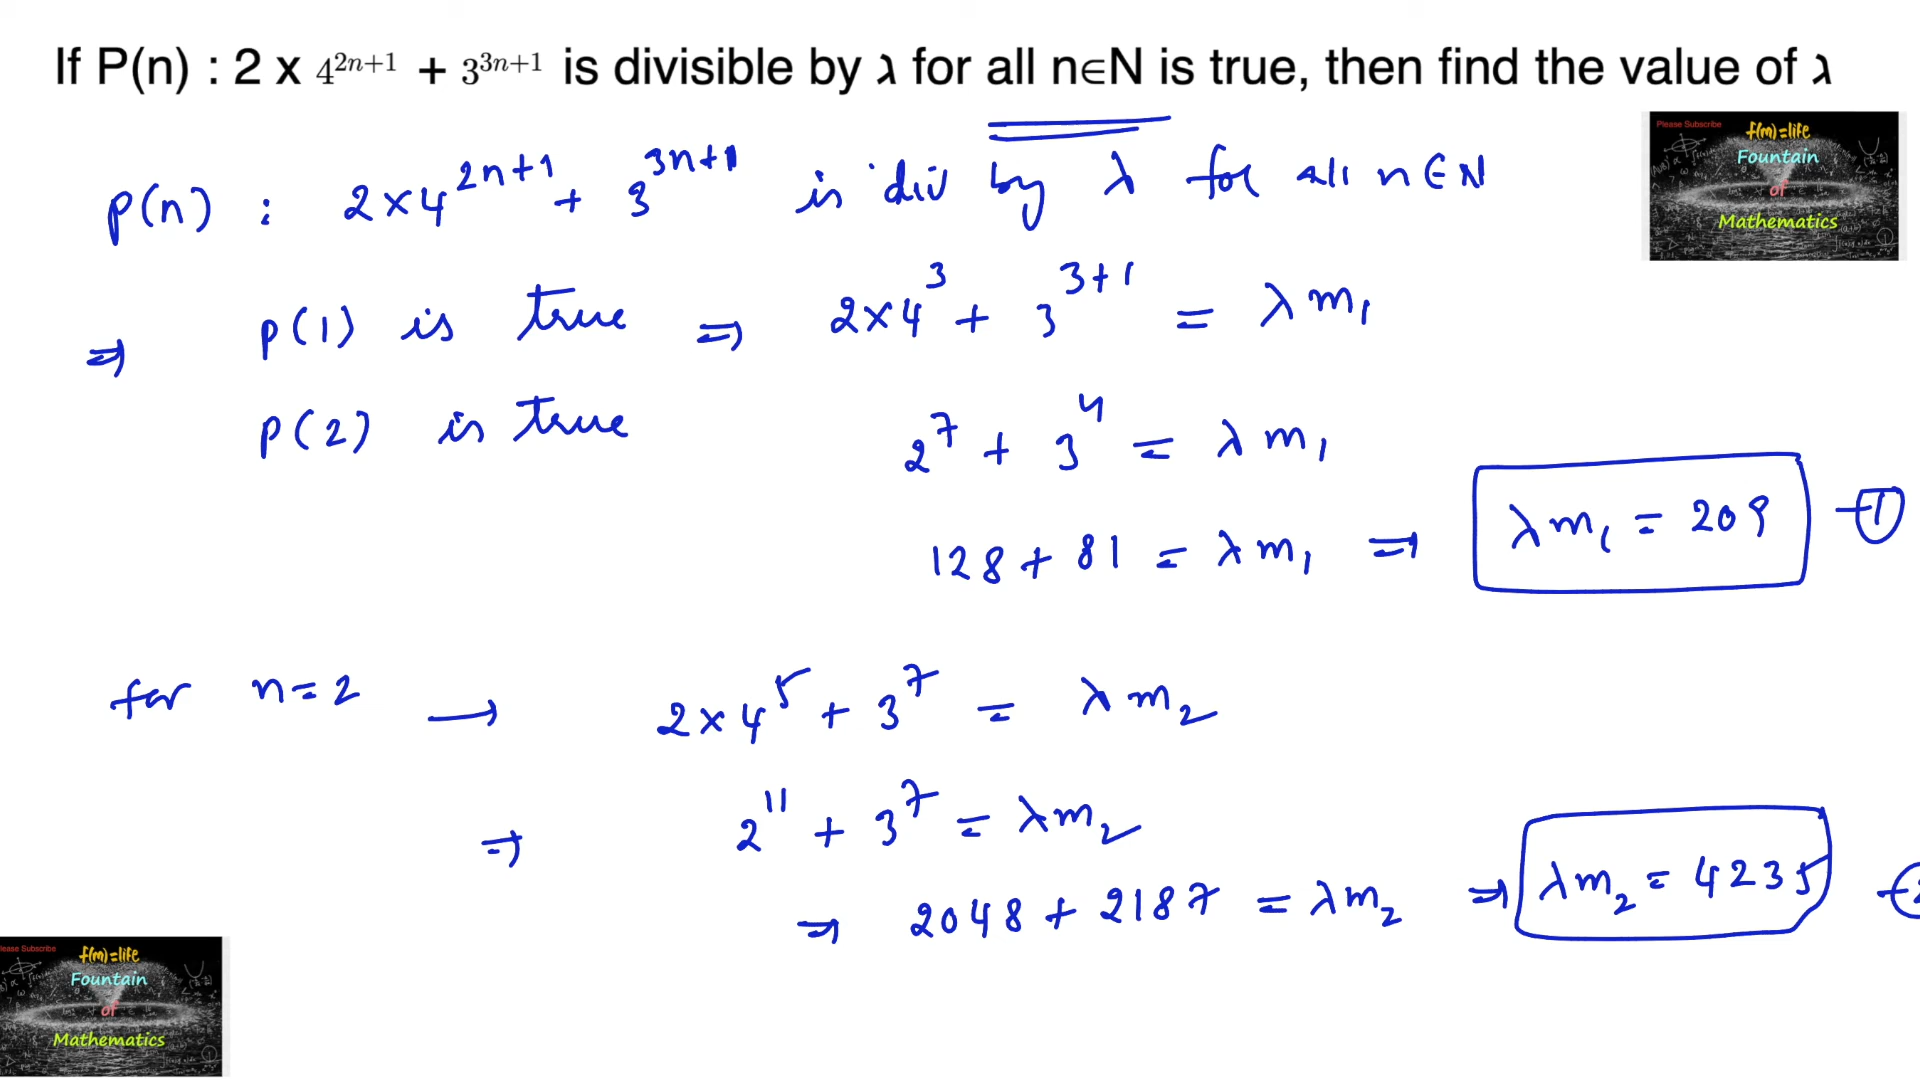 If P(n) : 2 x 4^{2n+1} + 3^{3n+1} is divisible by λ for all n∈N is true, then find the value of λ
Please Subscribe
f(m)=life
Fountain
of
Mathematics
P(n) : 2×4^{2n+1} + 3^{3n+1} is div by λ for all n∈N
⇒ P(1) is true ⇒ 2×4^3 + 3^{3+1} = λm₁
P(2) is true
2^7 + 3^4 = λm₁
128 + 81 = λm₁ ⇒ λm₁ = 209 —①
for n=2 → 2×4^5 + 3^7 = λm₂
⇒ 2^{11} + 3^7 = λm₂
⇒ 2048 + 2187 = λm₂ ⇒ λm₂ = 4235 —②
lease Subscribe
f(m)=life
Fountain
of
Mathematics